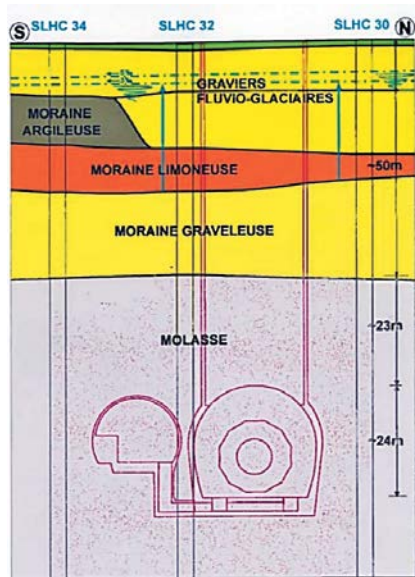 S SLHC 34 SLHC 32 SLHC 30 N
GRAVIERS
FLUVIO-GLACIAIRES
MORAINE
ARGILEUSE
MORAINE LIMONEUSE
~50m
MORAINE GRAVELEUSE
~23m
MOLASSE
~24m